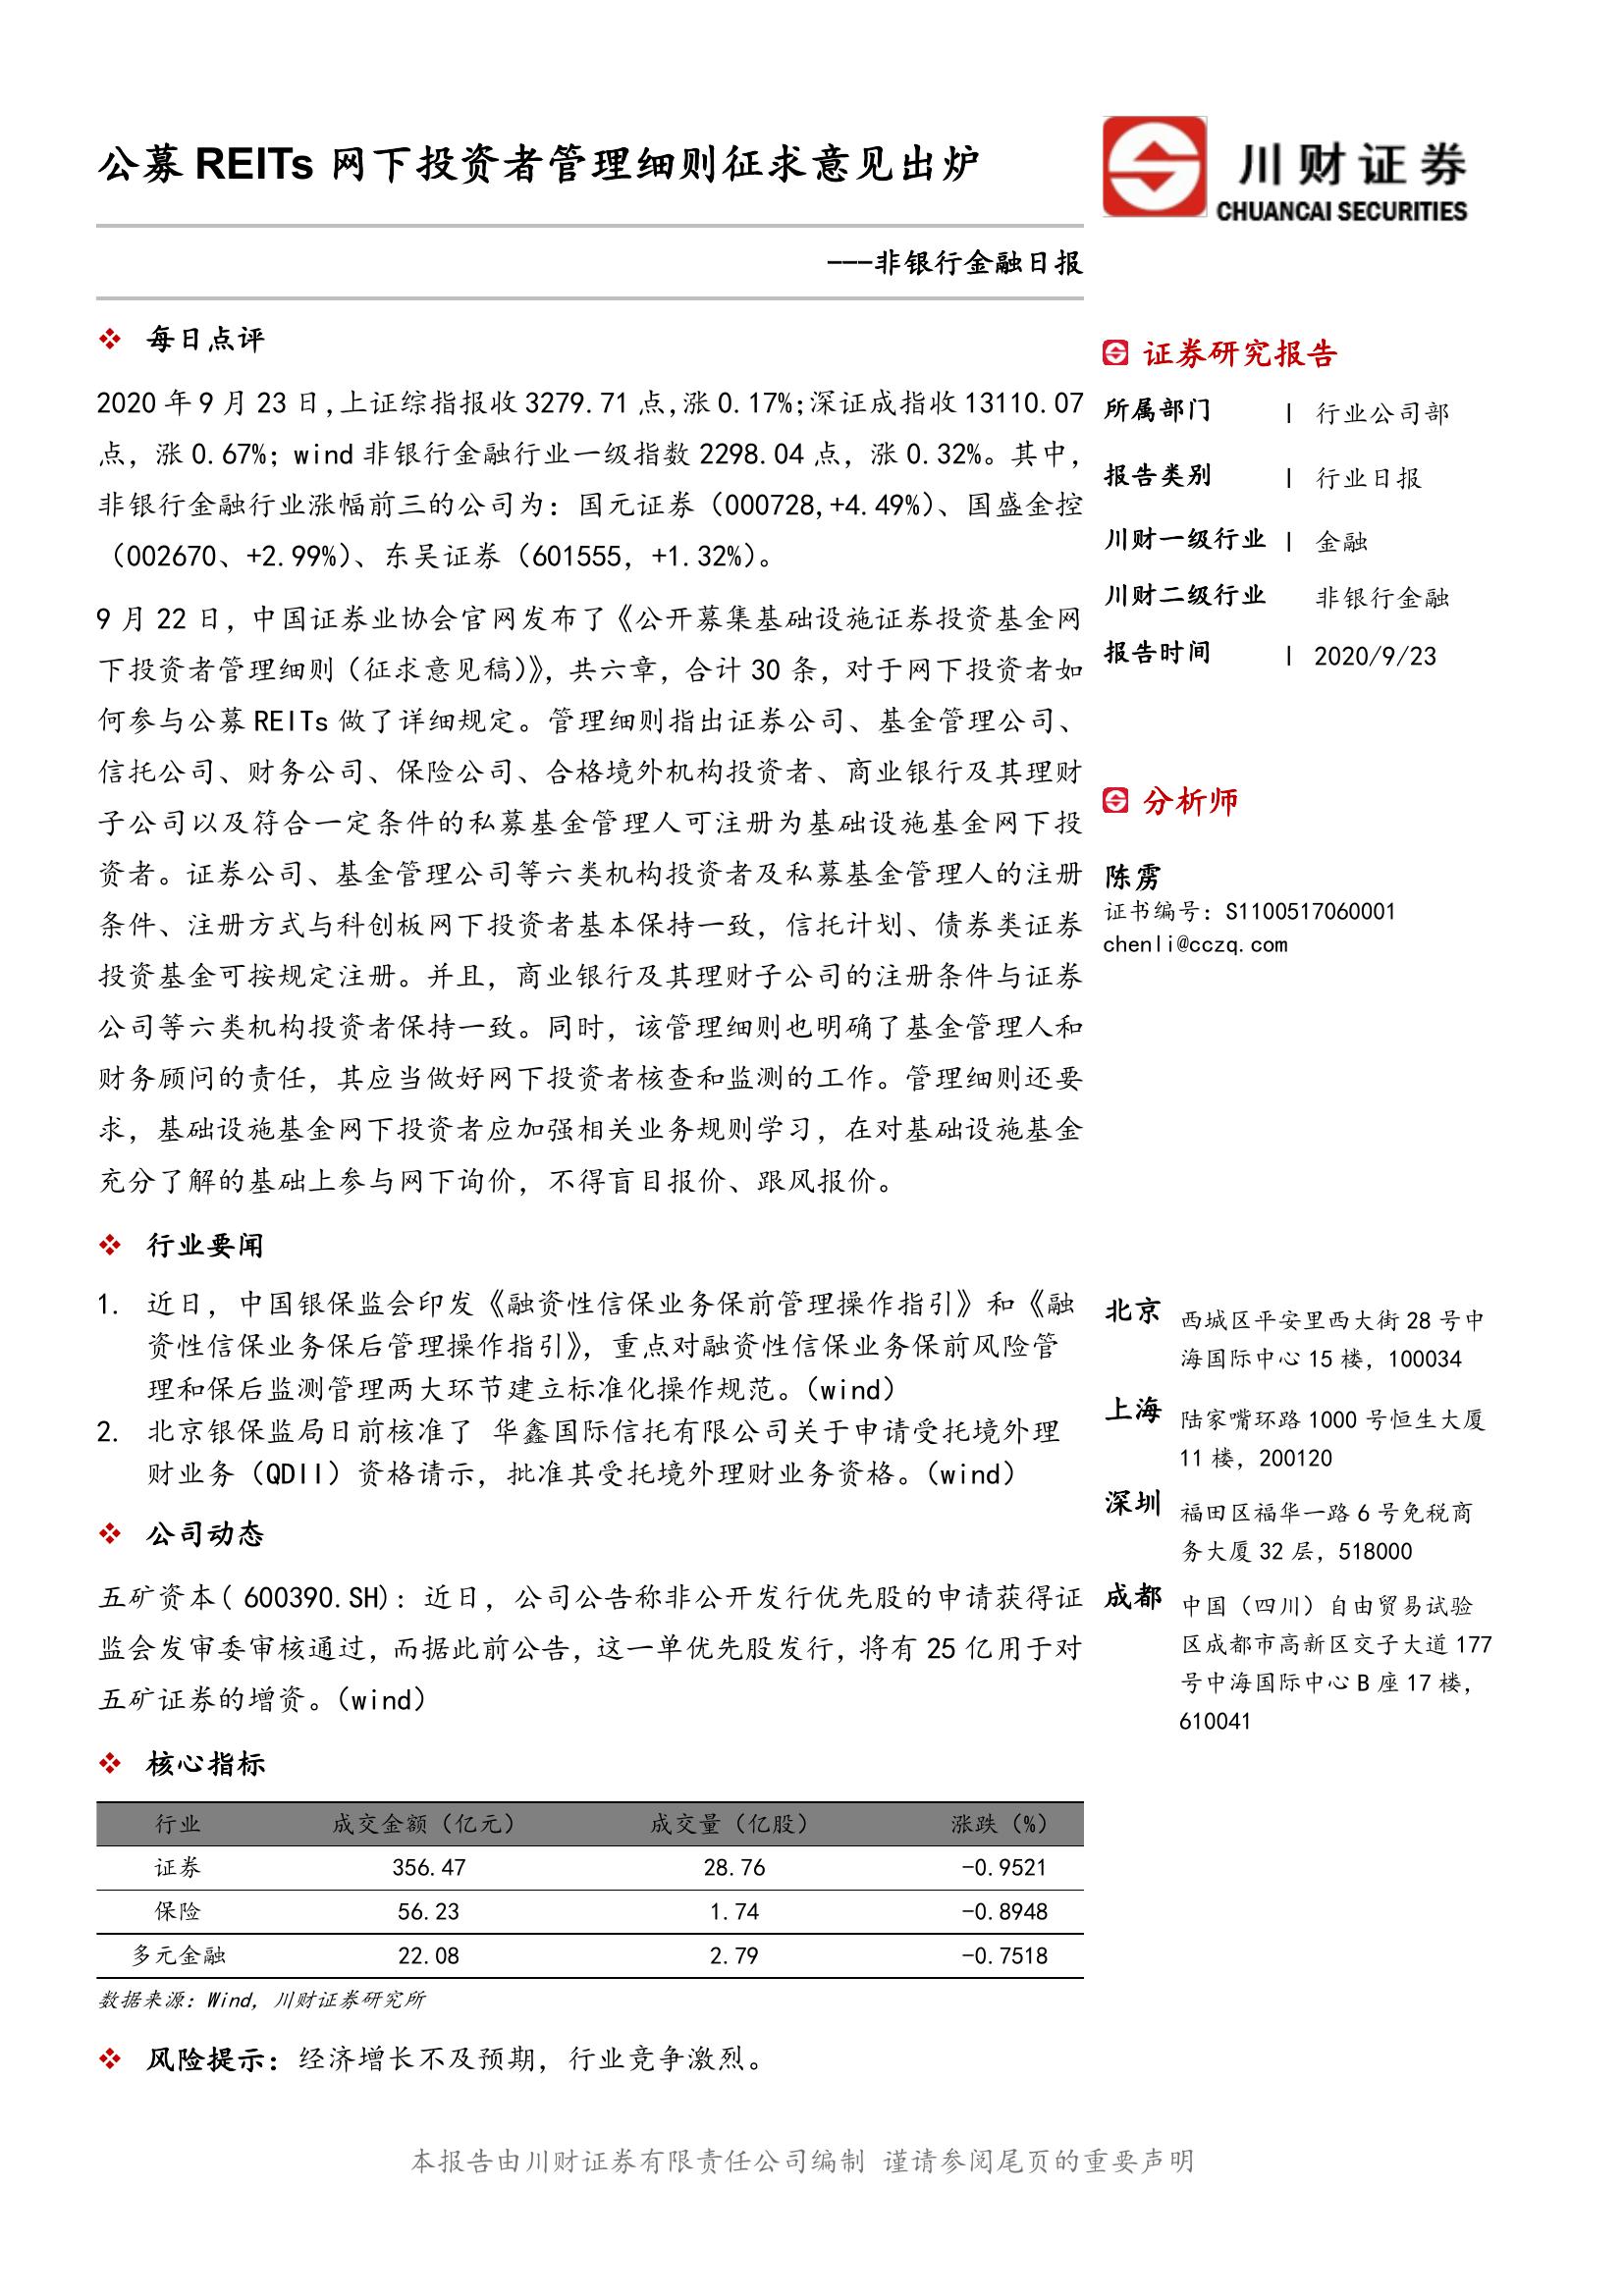 公募 REITs 网下投资者管理细则征求意见出炉
川财证券
CHUANCAI SECURITIES
---非银行金融日报
每日点评
2020 年 9 月 23 日,上证综指报收 3279.71 点,涨 0.17%;深证成指收 13110.07
点，涨 0.67%；wind 非银行金融行业一级指数 2298.04 点，涨 0.32%。其中，
非银行金融行业涨幅前三的公司为：国元证券（000728,+4.49%）、国盛金控
（002670、+2.99%）、东吴证券（601555，+1.32%）。
9 月 22 日，中国证券业协会官网发布了《公开募集基础设施证券投资基金网
下投资者管理细则（征求意见稿）》，共六章，合计 30 条，对于网下投资者如
何参与公募 REITs 做了详细规定。管理细则指出证券公司、基金管理公司、
信托公司、财务公司、保险公司、合格境外机构投资者、商业银行及其理财
子公司以及符合一定条件的私募基金管理人可注册为基础设施基金网下投
资者。证券公司、基金管理公司等六类机构投资者及私募基金管理人的注册
条件、注册方式与科创板网下投资者基本保持一致，信托计划、债券类证券
投资基金可按规定注册。并且，商业银行及其理财子公司的注册条件与证券
公司等六类机构投资者保持一致。同时，该管理细则也明确了基金管理人和
财务顾问的责任，其应当做好网下投资者核查和监测的工作。管理细则还要
求，基础设施基金网下投资者应加强相关业务规则学习，在对基础设施基金
充分了解的基础上参与网下询价，不得盲目报价、跟风报价。
行业要闻
1. 近日，中国银保监会印发《融资性信保业务保前管理操作指引》和《融
资性信保业务保后管理操作指引》，重点对融资性信保业务保前风险管
理和保后监测管理两大环节建立标准化操作规范。（wind）
2. 北京银保监局日前核准了 华鑫国际信托有限公司关于申请受托境外理
财业务（QDII）资格请示，批准其受托境外理财业务资格。（wind）
公司动态
五矿资本( 600390.SH)：近日，公司公告称非公开发行优先股的申请获得证
监会发审委审核通过，而据此前公告，这一单优先股发行，将有 25 亿用于对
五矿证券的增资。（wind）
核心指标
行业 成交金额（亿元） 成交量（亿股） 涨跌（%）
证券 356.47 28.76 -0.9521
保险 56.23 1.74 -0.8948
多元金融 22.08 2.79 -0.7518
数据来源：Wind，川财证券研究所
风险提示：经济增长不及预期，行业竞争激烈。
证券研究报告
所属部门 | 行业公司部
报告类别 | 行业日报
川财一级行业 | 金融
川财二级行业 非银行金融
报告时间 | 2020/9/23
分析师
陈雳
证书编号：S1100517060001
chenli@cczq.com
北京 西城区平安里西大街 28 号中
海国际中心 15 楼，100034
上海 陆家嘴环路 1000 号恒生大厦
11 楼，200120
深圳 福田区福华一路 6 号免税商
务大厦 32 层，518000
成都 中国（四川）自由贸易试验
区成都市高新区交子大道 177
号中海国际中心 B 座 17 楼，
610041
本报告由川财证券有限责任公司编制 谨请参阅尾页的重要声明